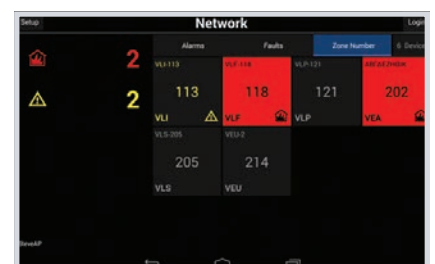 Setup Network Login
Alarms Faults Zone Number 6 Device
2
2
VLI-113 VLF-118 VLP-121
113 118 121 202
VLI VLF VLP VEA
VLS-205 VEU-2
205 214
VLS VEU